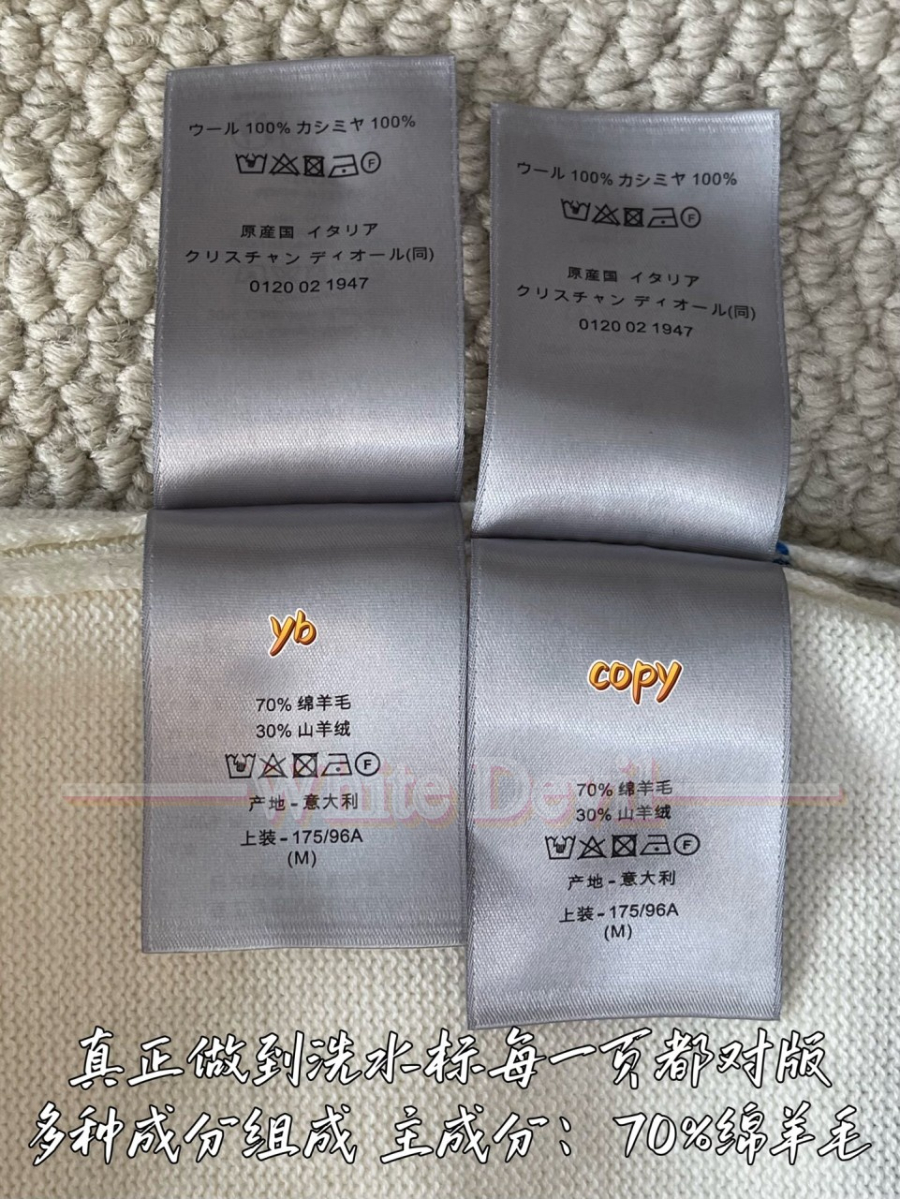 ウール 100% カシミヤ 100%
F
原産国 イタリア
クリスチャン ディオール(同)
0120 02 1947
ウール 100% カシミヤ 100%
F
原産国 イタリア
クリスチャン ディオール(同)
0120 02 1947
yb
70% 绵羊毛
30% 山羊绒
F
产地-意大利
上装-175/96A
(M)
copy
70% 绵羊毛
30% 山羊绒
F
产地-意大利
上装-175/96A
(M)
White Devil
真正做到洗水标每一页都对版
多种成分组成 主成分：70%绵羊毛